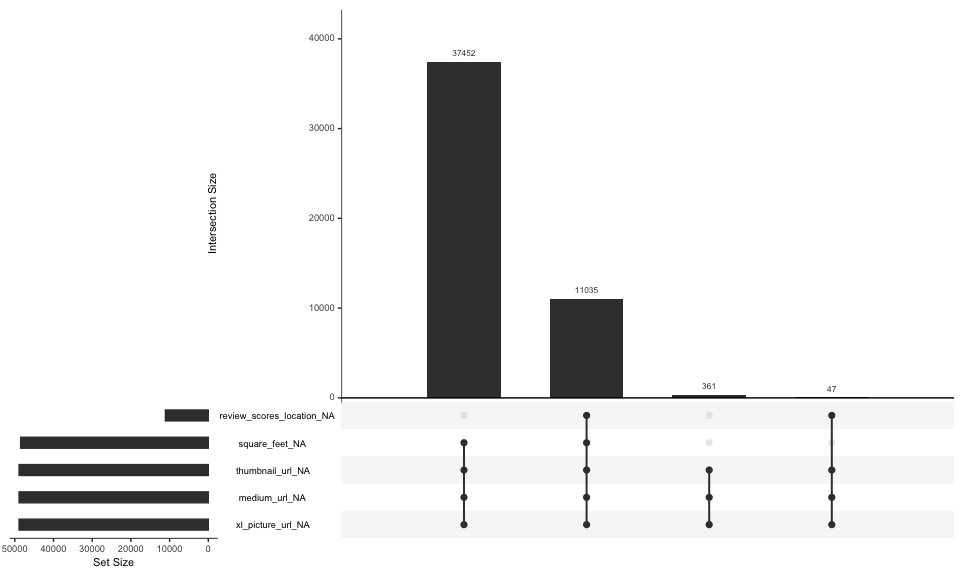 40000
37452
30000
Intersection Size
20000
11035
10000
361
47
0
review_scores_location_NA
square_feet_NA
thumbnail_url_NA
medium_url_NA
xl_picture_url_NA
50000 40000 30000 20000 10000 0
Set Size